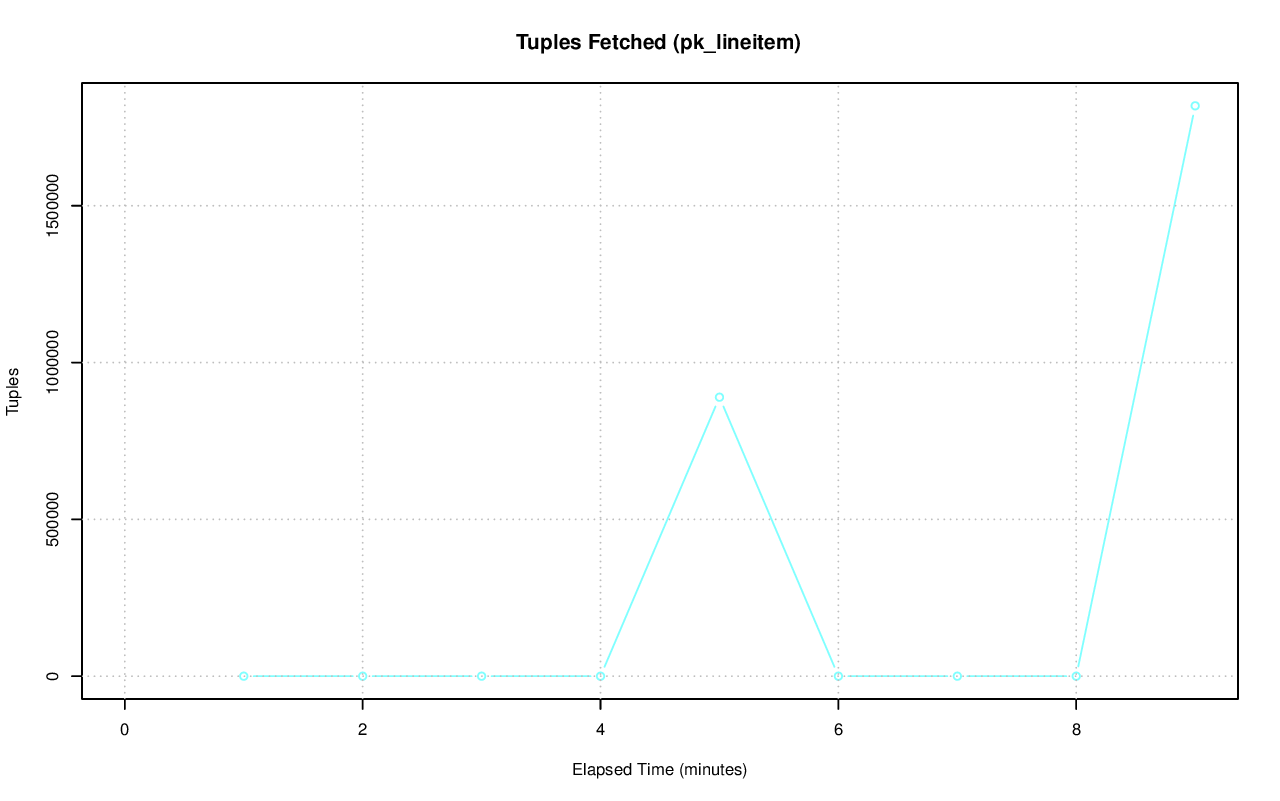 Tuples Fetched (pk_lineitem)
Tuples
1500000
1000000
500000
0
0 2 4 6 8
Elapsed Time (minutes)